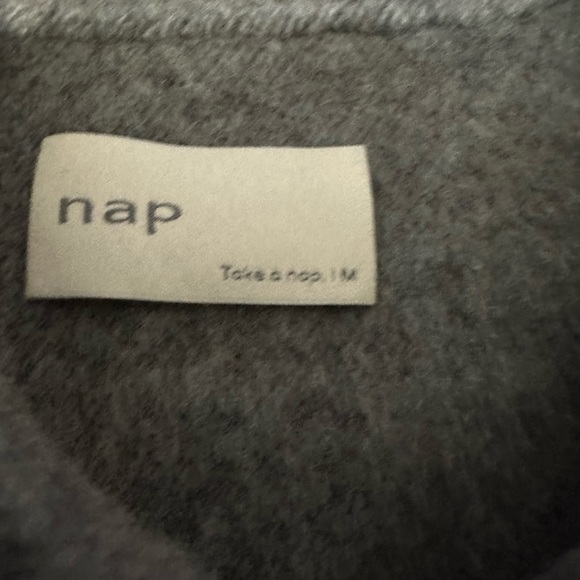 nap
Take a nap. | M